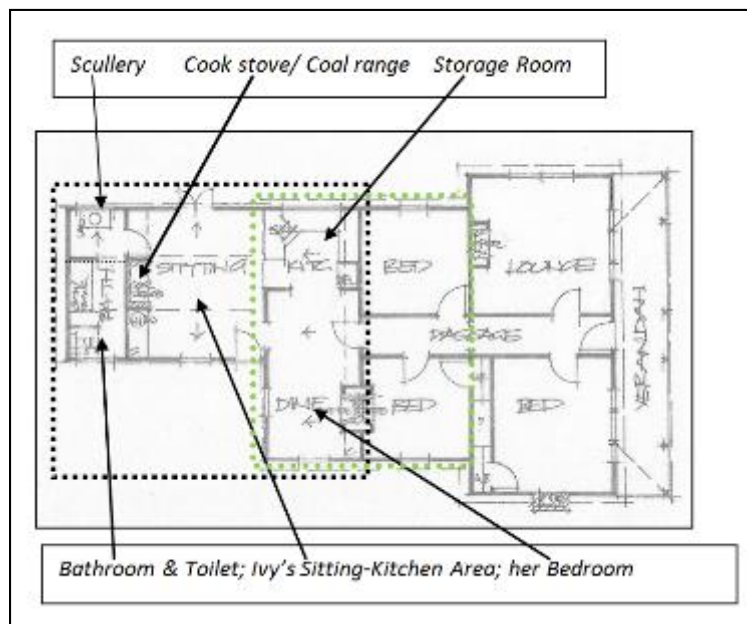 Scullery Cook stove/ Coal range Storage Room
SITTING
KITC.
BED
LOUNGE
BATH
PASSAGE
VERANDAH
DINE
BED
BED
Bathroom & Toilet; Ivy's Sitting-Kitchen Area; her Bedroom